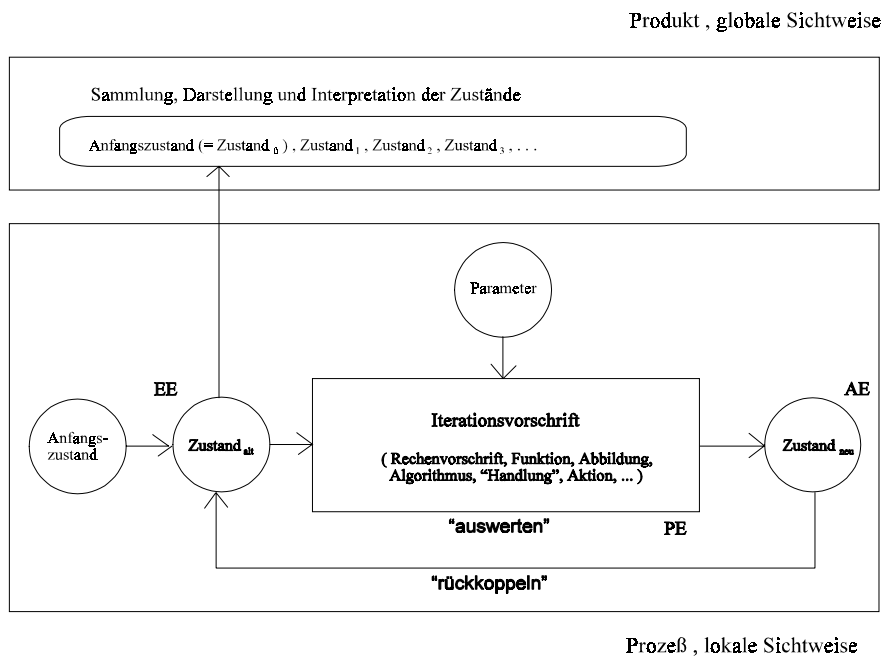 Produkt , globale Sichtweise
Sammlung, Darstellung und Interpretation der Zustände
Anfangszustand (= Zustand 0 ) , Zustand 1 , Zustand 2 , Zustand 3 , . . .
Parameter
EE
AE
Anfangs-
zustand
Zustand alt
Iterationsvorschrift
( Rechenvorschrift, Funktion, Abbildung,
Algorithmus, “Handlung”, Aktion, ... )
Zustand neu
“auswerten”
PE
“rückkoppeln”
Prozeß , lokale Sichtweise